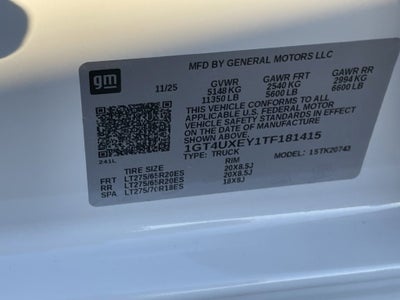 gm
MFD BY GENERAL MOTORS LLC
11/25 GVWR GAWR FRT GAWR RR
5148 KG 2540 KG 2994 KG
11350 LB 5600 LB 6600 LB
THIS VEHICLE CONFORMS TO ALL
APPLICABLE U.S. FEDERAL MOTOR
VEHICLE SAFETY STANDARDS IN EFFECT
ON THE DATE OF MANUFACTURE
SHOWN ABOVE.
1GT4UXEY1TF181415
TYPE: TRUCK MODEL: 1STK20743
241L
TIRE SIZE RIM
FRT LT275/65R20ES 20X8.5J
RR LT275/65R20ES 20X8.5J
SPA LT275/70R18ES 18X8J